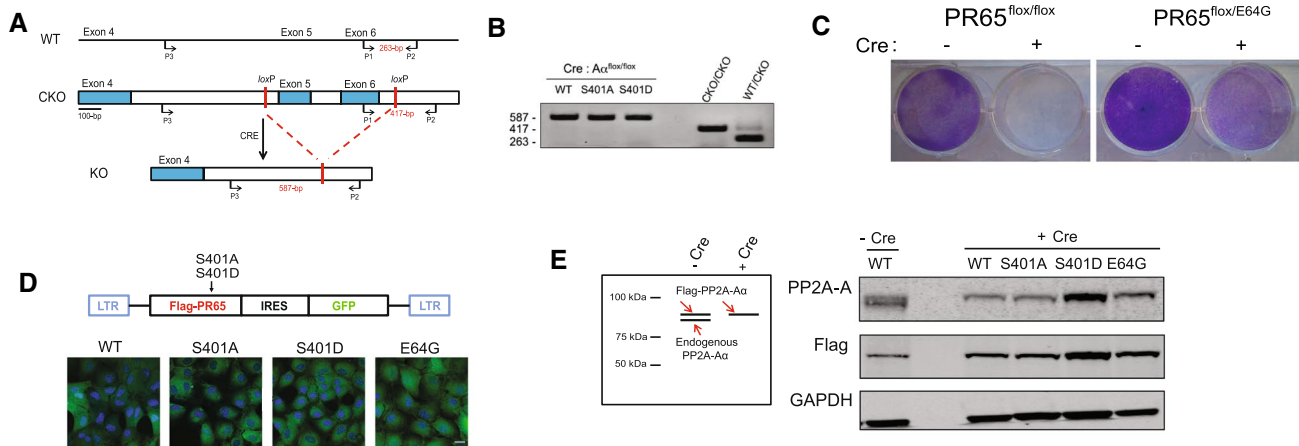 A
WT
Exon 4
Exon 5
Exon 6
P3
P1
263-bp
P2
CKO
Exon 4
loxP
Exon 5
Exon 6
loxP
100-bp
P3
P1
417-bp
P2
CRE
KO
Exon 4
P3
587-bp
P2
B
Cre : Aα flox/flox
WT S401A S401D
CKO/CKO
WT/CKO
587 -
417 -
263 -
C
PR65 flox/flox
PR65 flox/E64G
Cre : - + - +
D
S401A
S401D
LTR
Flag-PR65
IRES
GFP
LTR
WT
S401A
S401D
E64G
E
- Cre
+ Cre
100 kDa
Flag-PP2A-Aα
75 kDa
Endogenous
PP2A-Aα
50 kDa
- Cre
+ Cre
WT
WT S401A S401D E64G
PP2A-A
Flag
GAPDH